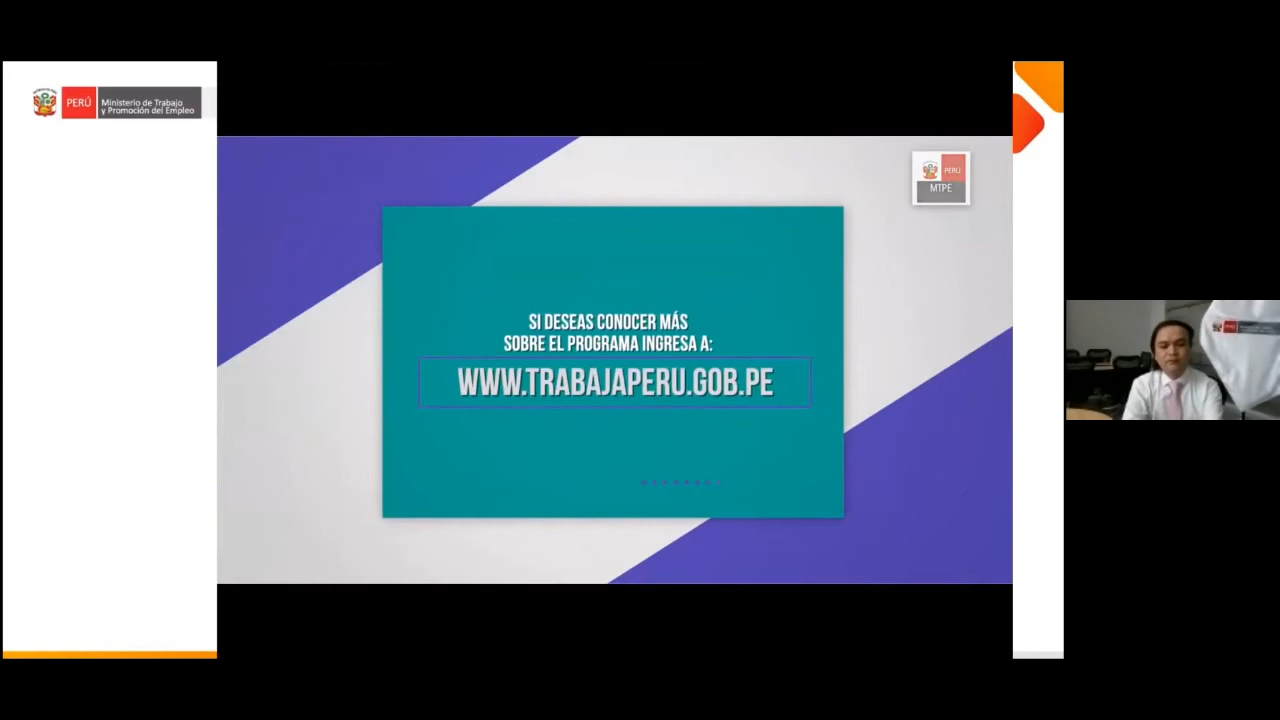 PERÚ
Ministerio de Trabajo
y Promoción del Empleo
PERÚ
MTPE
SI DESEAS CONOCER MÁS
SOBRE EL PROGRAMA INGRESA A:
WWW.TRABAJAPERU.GOB.PE